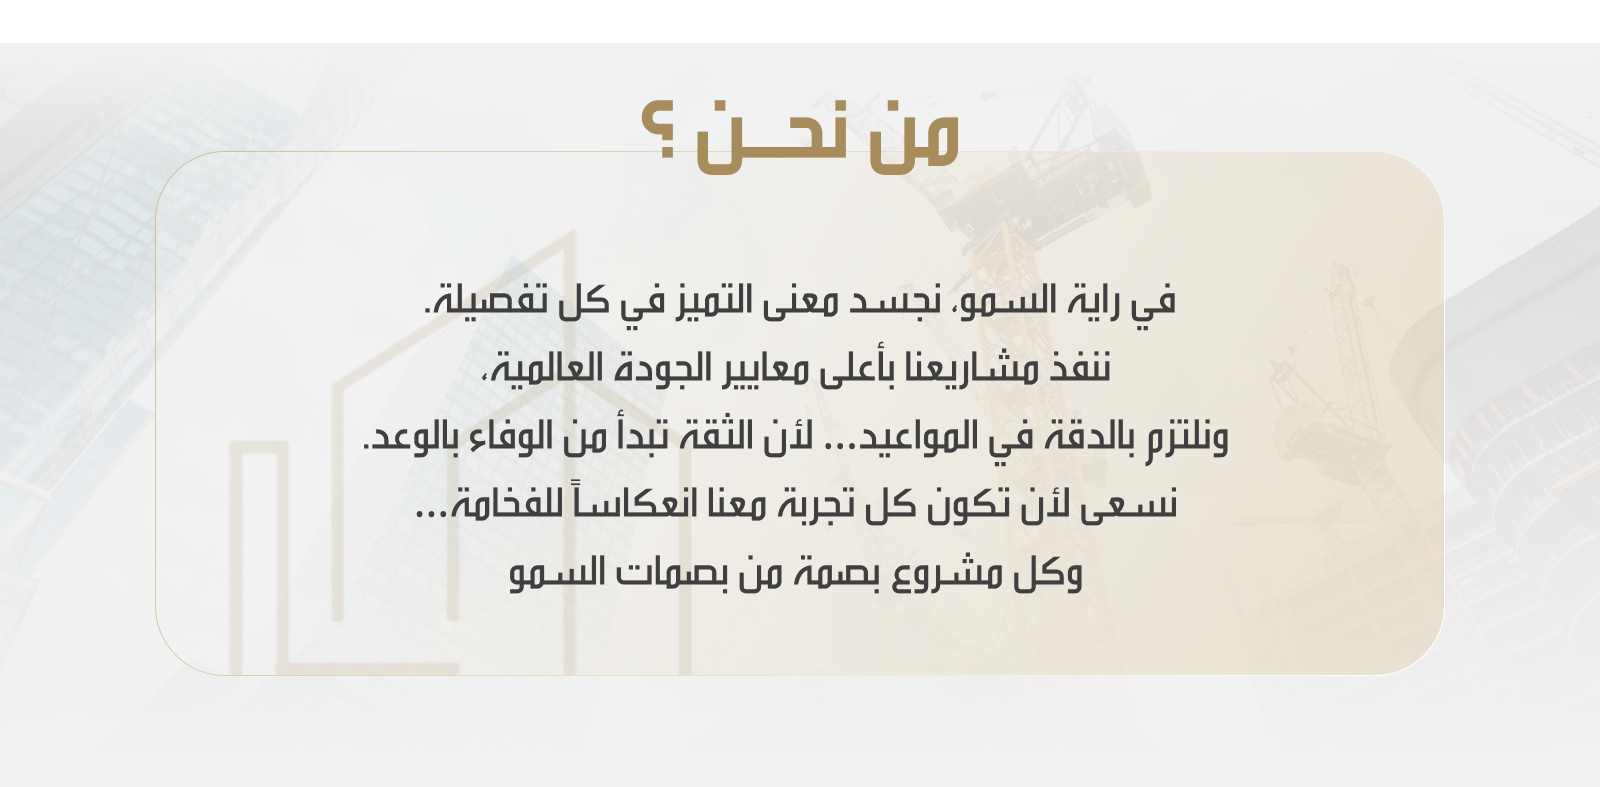 من نحن ؟
في راية السمو، نجسد معنى التميز في كل تفصيلة.
ننفذ مشاريعنا بأعلى معايير الجودة العالمية،
ونلتزم بالدقة في المواعيد... لأن الثقة تبدأ من الوفاء بالوعد.
نسعى لأن تكون كل تجربة معنا انعكاساً للفخامة...
وكل مشروع بصمة من بصمات السمو